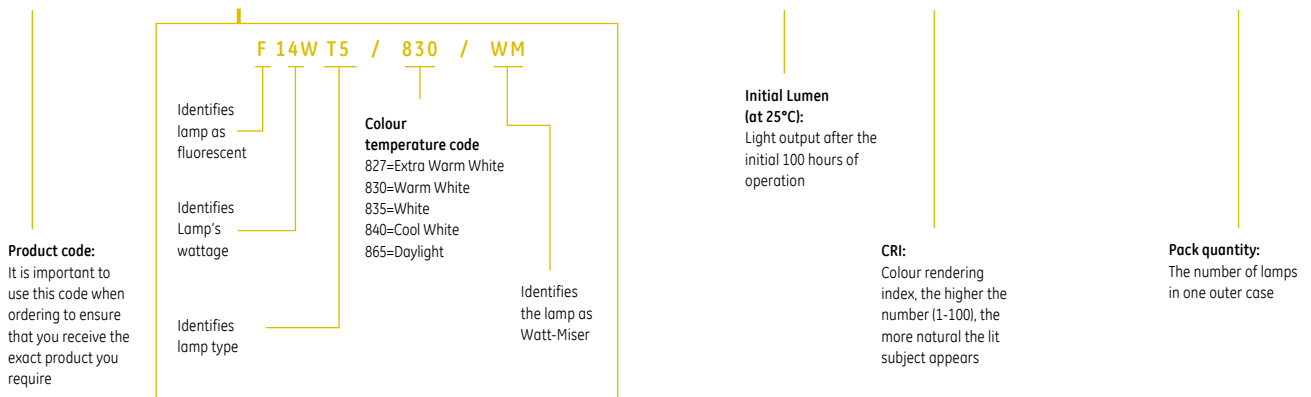 F 14W T5 / 830 / WM
Identifies
lamp as
fluorescent
Identifies
Lamp's
wattage
Identifies
lamp type
Colour
temperature code
827=Extra Warm White
830=Warm White
835=White
840=Cool White
865=Daylight
Identifies
the lamp as
Watt-Miser
Product code:
It is important to
use this code when
ordering to ensure
that you receive the
exact product you
require
Initial Lumen
(at 25°C):
Light output after the
initial 100 hours of
operation
CRI:
Colour rendering
index, the higher the
number (1-100), the
more natural the lit
subject appears
Pack quantity:
The number of lamps
in one outer case